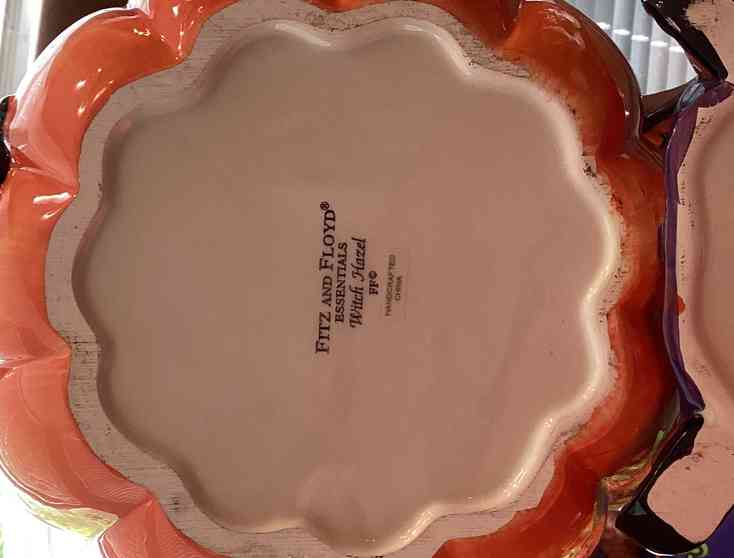 FITZ AND FLOYD®
ESSENTIALS
Witch Hazel
FF©
HANDCRAFTED
CHINA